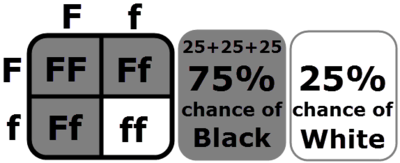 F f
F FF Ff
f Ff ff
25+25+25
75%
chance of
Black
25%
chance of
White